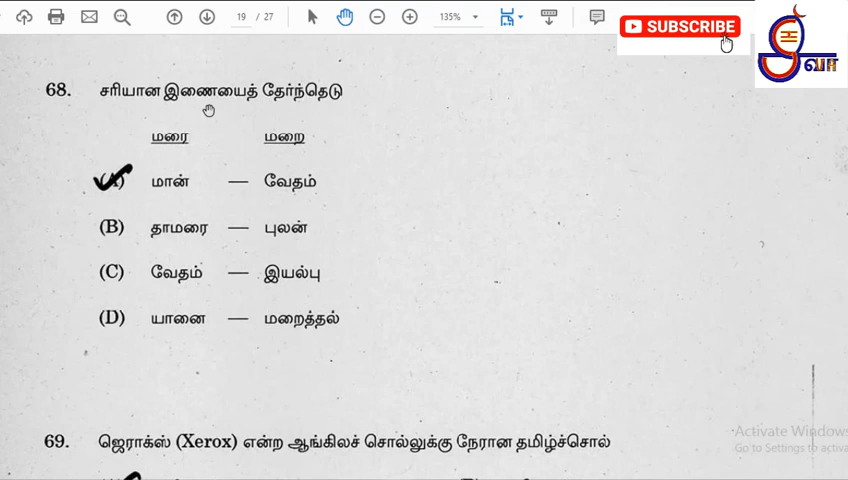 19 / 27
135%
SUBSCRIBE
வா
68. சரியான இணையைத் தேர்ந்தெடு
மரை மறை
(A) மான் — வேதம்
(B) தாமரை — புலன்
(C) வேதம் — இயல்பு
(D) யானை — மறைத்தல்
69. ஜெராக்ஸ் (Xerox) என்ற ஆங்கிலச் சொல்லுக்கு நேரான தமிழ்ச்சொல்
Activate Windows
Go to Settings to activa